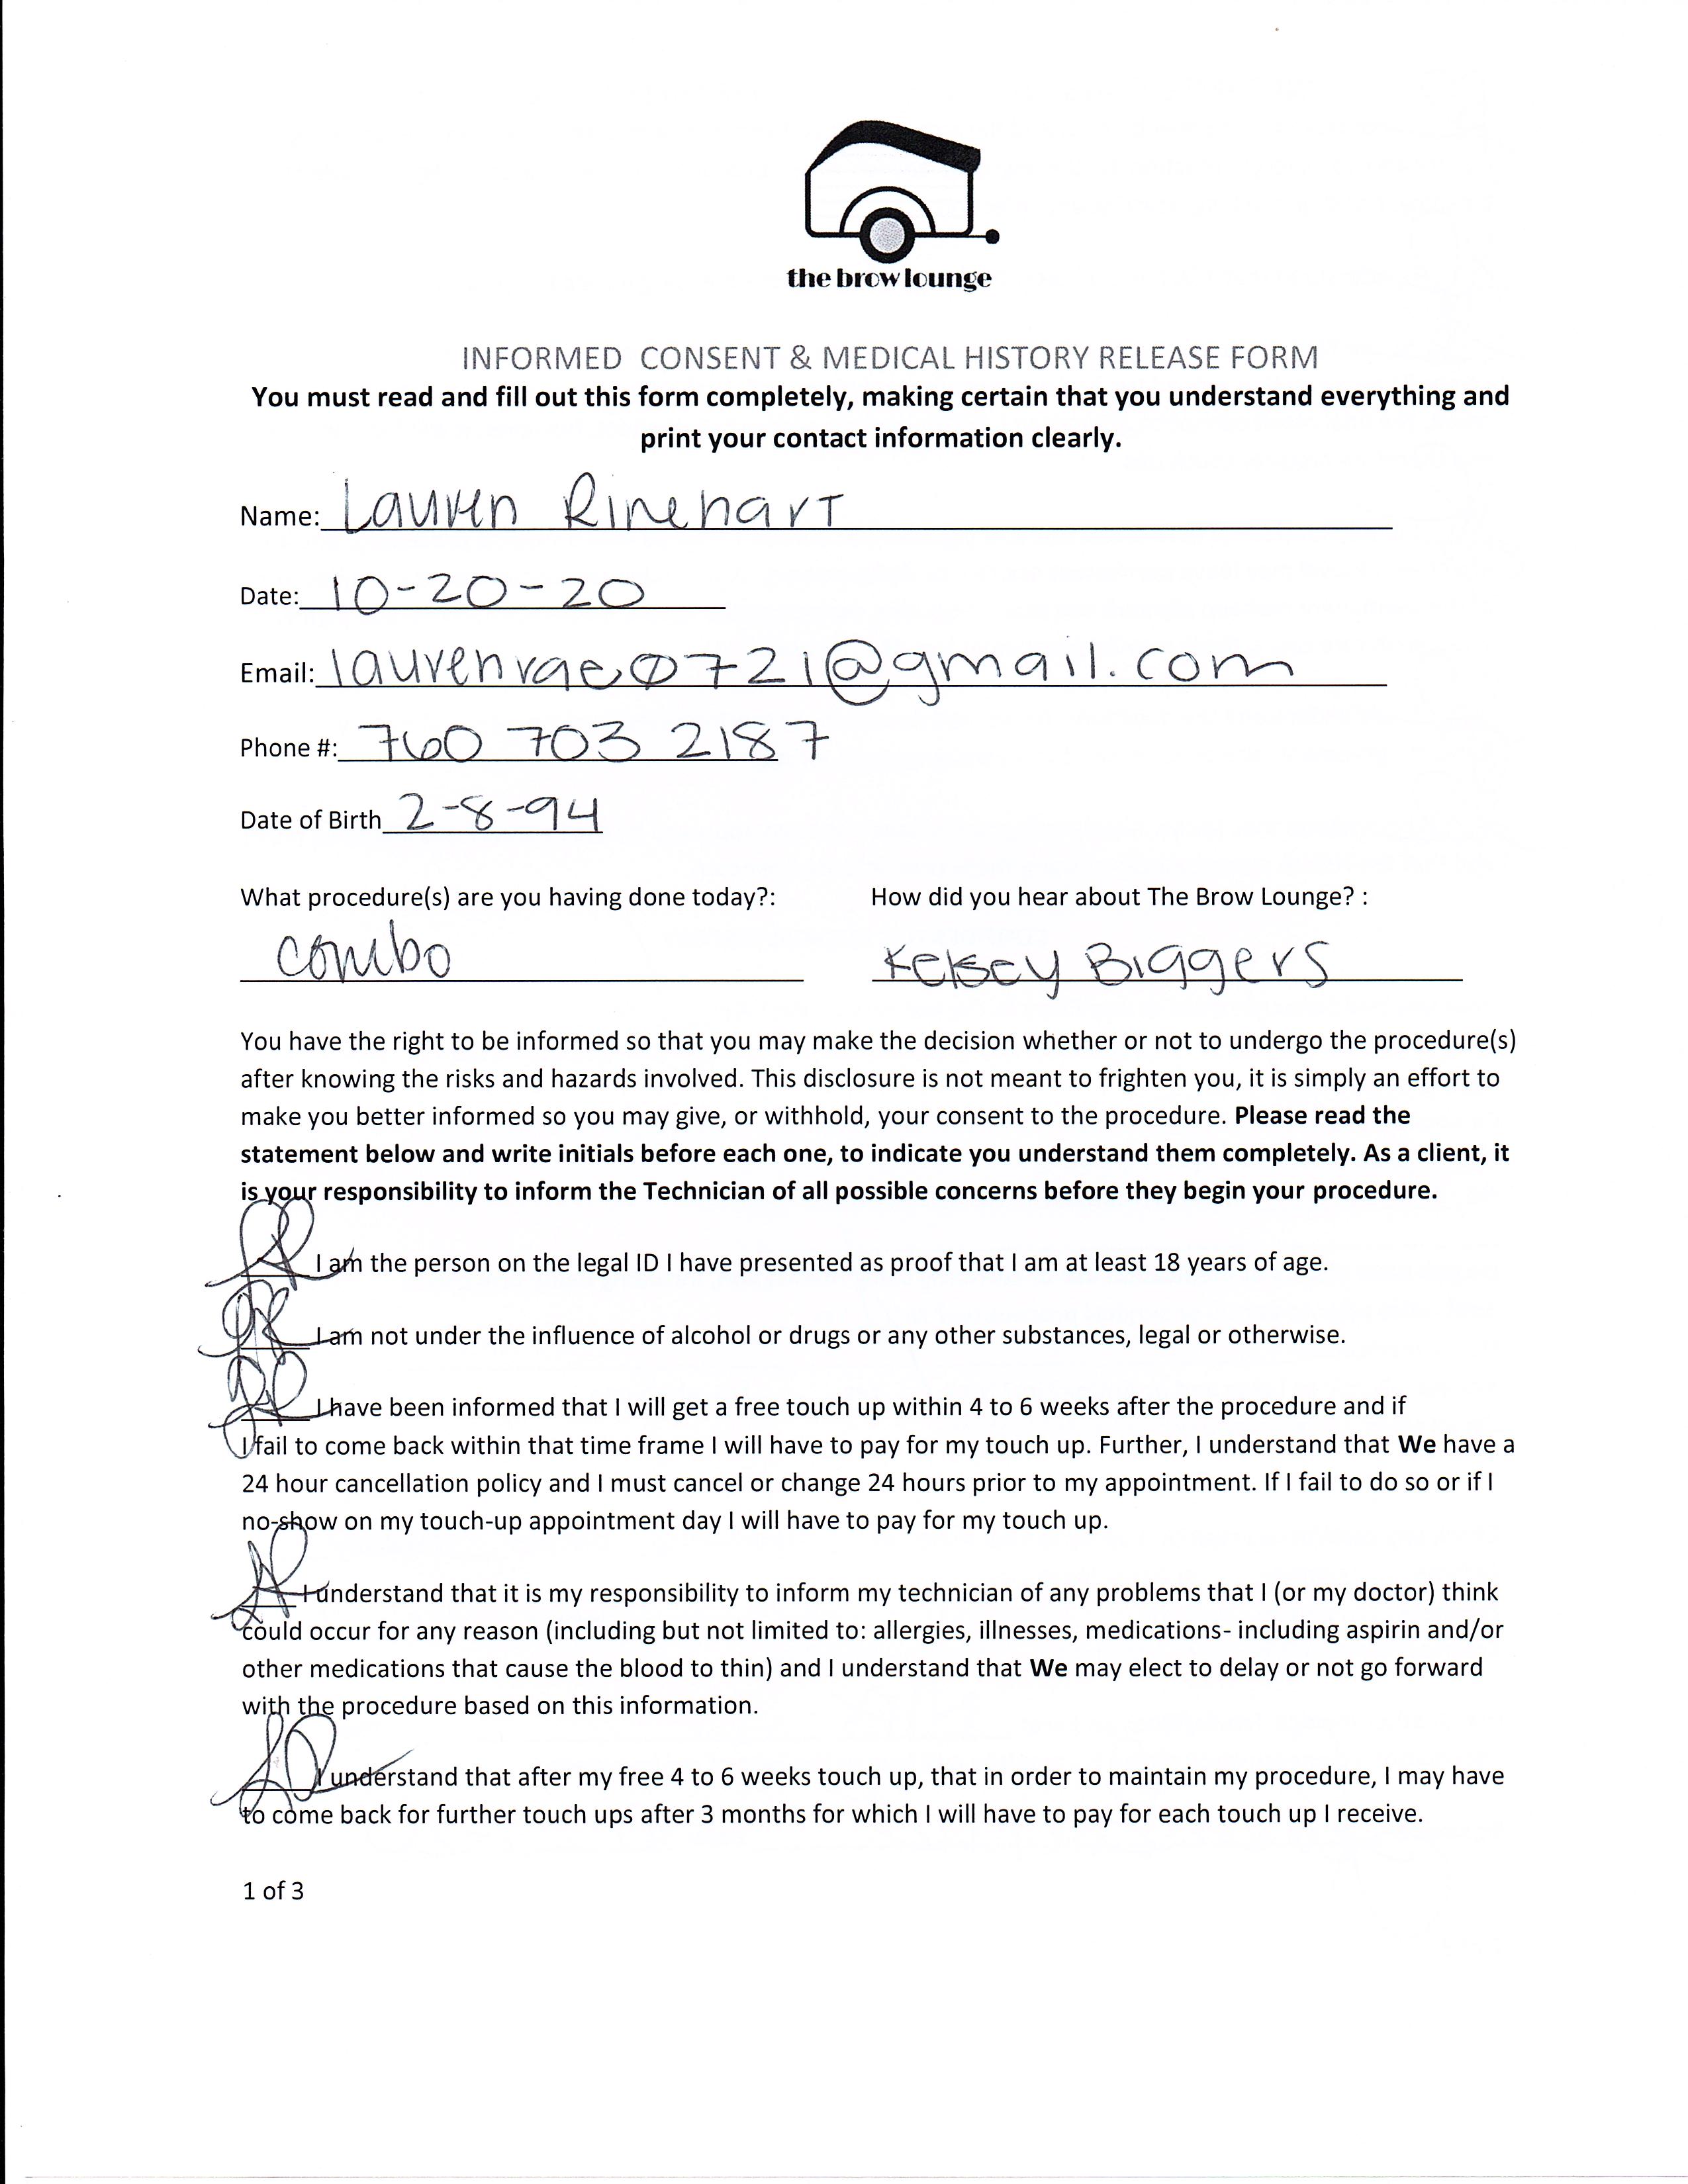 the brow lounge
INFORMED CONSENT & MEDICAL HISTORY RELEASE FORM
You must read and fill out this form completely, making certain that you understand everything and
print your contact information clearly.
Name: Lauren Rinehart
Date: 10-20-20
Email: laurenrae0721@gmail.com
Phone #: 760 703 2187
Date of Birth 2-8-94
What procedure(s) are you having done today?: How did you hear about The Brow Lounge? :
combo Kelsey Biggers
You have the right to be informed so that you may make the decision whether or not to undergo the procedure(s)
after knowing the risks and hazards involved. This disclosure is not meant to frighten you, it is simply an effort to
make you better informed so you may give, or withhold, your consent to the procedure. Please read the
statement below and write initials before each one, to indicate you understand them completely. As a client, it
is your responsibility to inform the Technician of all possible concerns before they begin your procedure.
LR I am the person on the legal ID I have presented as proof that I am at least 18 years of age.
LR I am not under the influence of alcohol or drugs or any other substances, legal or otherwise.
LR I have been informed that I will get a free touch up within 4 to 6 weeks after the procedure and if
I fail to come back within that time frame I will have to pay for my touch up. Further, I understand that We have a
24 hour cancellation policy and I must cancel or change 24 hours prior to my appointment. If I fail to do so or if I
no-show on my touch-up appointment day I will have to pay for my touch up.
LR I understand that it is my responsibility to inform my technician of any problems that I (or my doctor) think
could occur for any reason (including but not limited to: allergies, illnesses, medications- including aspirin and/or
other medications that cause the blood to thin) and I understand that We may elect to delay or not go forward
with the procedure based on this information.
LR I understand that after my free 4 to 6 weeks touch up, that in order to maintain my procedure, I may have
to come back for further touch ups after 3 months for which I will have to pay for each touch up I receive.
1 of 3